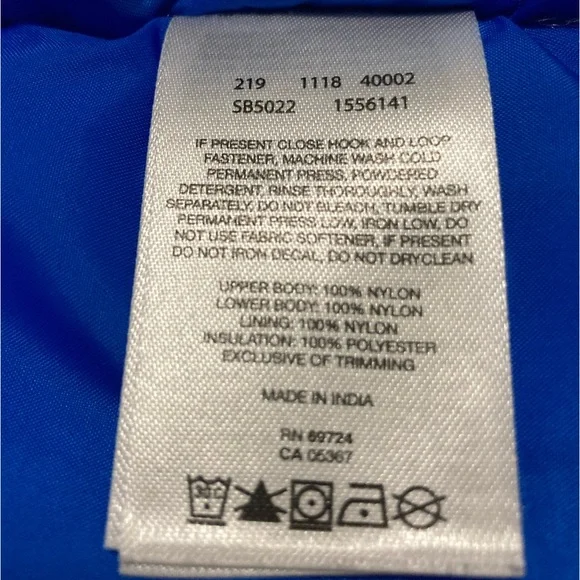 219 1118 40002
SB5022 1556141
IF PRESENT CLOSE HOOK AND LOOP
FASTENER, MACHINE WASH COLD
PERMANENT PRESS, POWDERED
DETERGENT, RINSE THOROUGHLY, WASH
SEPARATELY, DO NOT BLEACH, TUMBLE DRY
PERMANENT PRESS LOW, IRON LOW, DO
NOT USE FABRIC SOFTENER, IF PRESENT
DO NOT IRON DECAL, DO NOT DRYCLEAN
UPPER BODY: 100% NYLON
LOWER BODY: 100% NYLON
LINING: 100% NYLON
INSULATION: 100% POLYESTER
EXCLUSIVE OF TRIMMING
MADE IN INDIA
RN 69724
CA 05367
30C